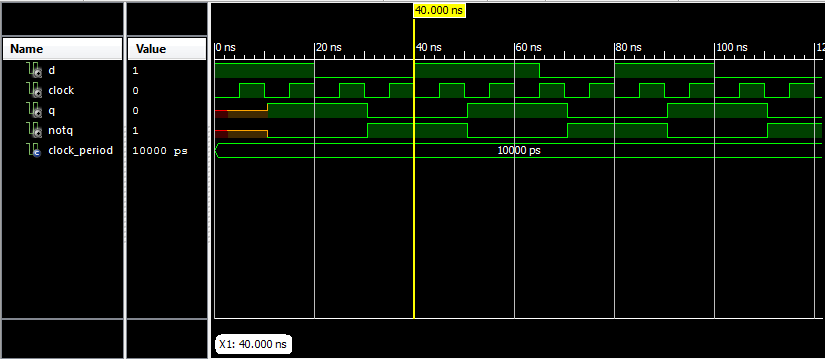 40.000 ns
Name Value
0 ns 20 ns 40 ns 60 ns 80 ns 100 ns 12
d 1
clock 0
q 0
notq 1
clock_period 10000 ps 10000 ps
X1: 40.000 ns